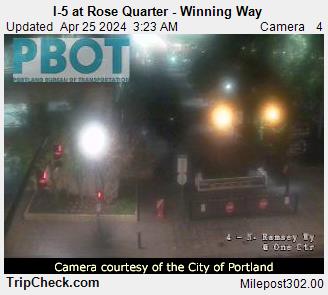 I-5 at Rose Quarter - Winning Way
Updated Apr 25 2024 3:23 AM Camera 4
PBOT
PORTLAND BUREAU OF TRANSPORTATION
4 - N. Ramsey Wy
@ One Ctr
Camera courtesy of the City of Portland
TripCheck.com Milepost302.00